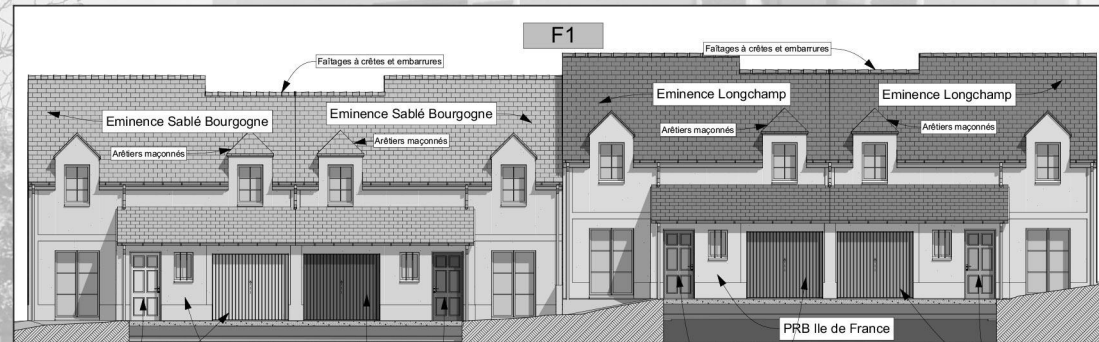 F1
Faîtages à crêtes et embarrures
Faîtages à crêtes et embarrures
Eminence Sablé Bourgogne
Eminence Sablé Bourgogne
Eminence Longchamp
Eminence Longchamp
Arêtiers maçonnés
Arêtiers maçonnés
Arêtiers maçonnés
Arêtiers maçonnés
PRB Ile de France